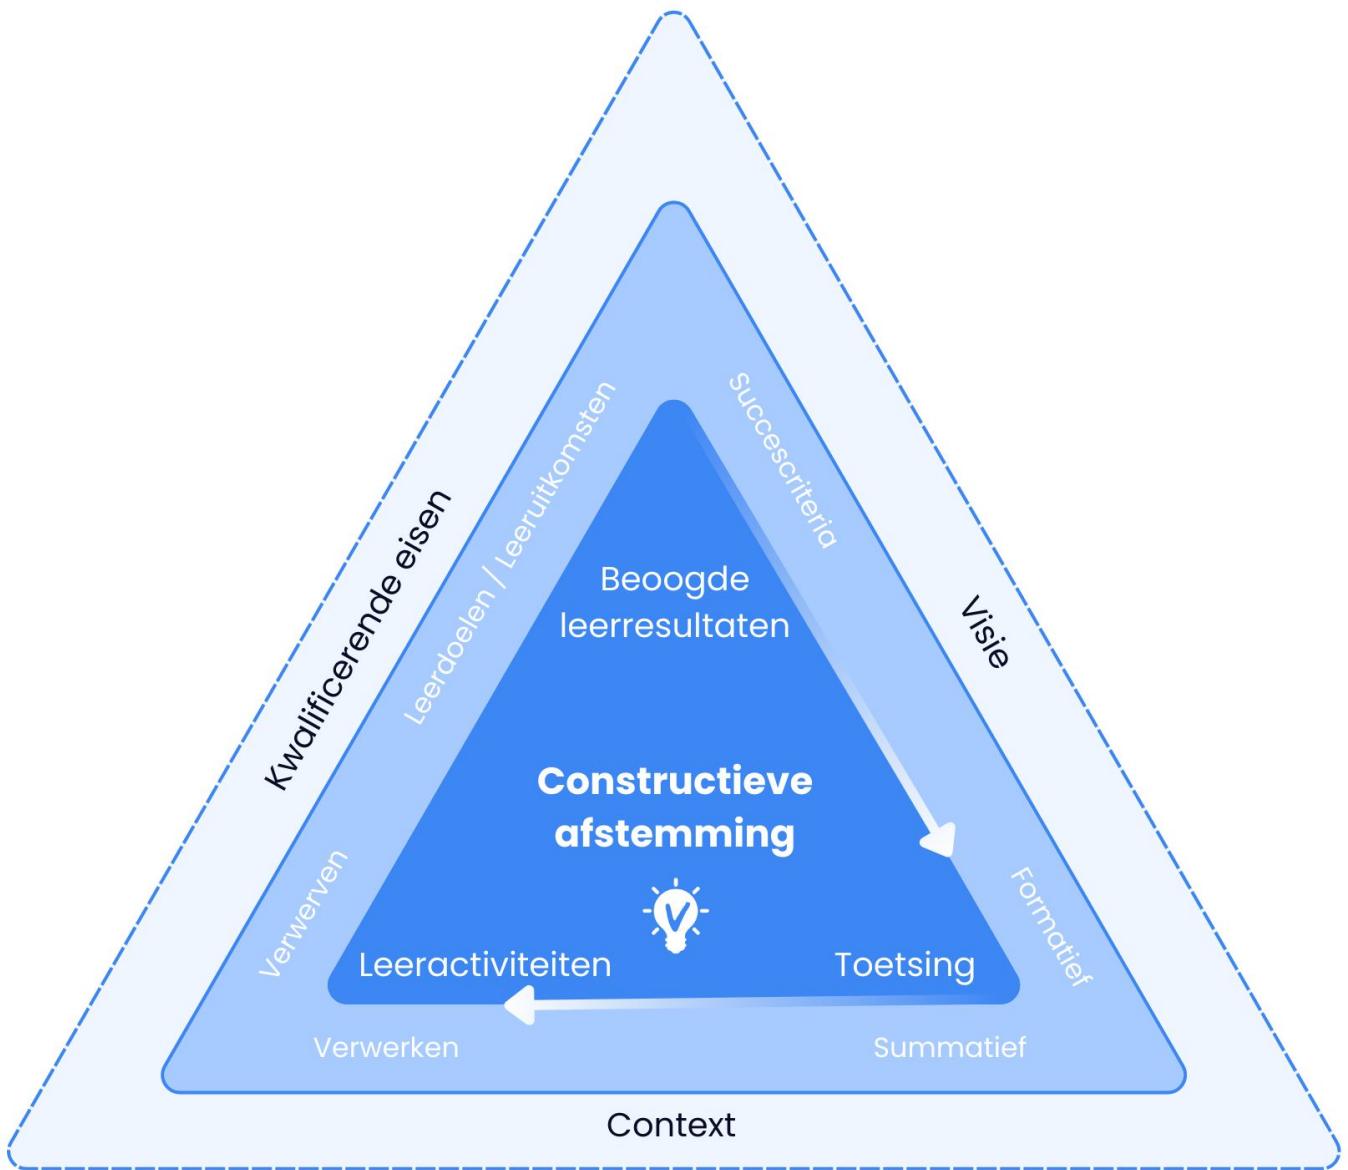 Kwalificerende eisen
Visie
Context
Leerdoelen / Leeruitkomsten
Succescriteria
Verwerven
Verwerken
Formatief
Summatief
Beoogde
leerresultaten
Constructieve
afstemming
Leeractiviteiten
Toetsing